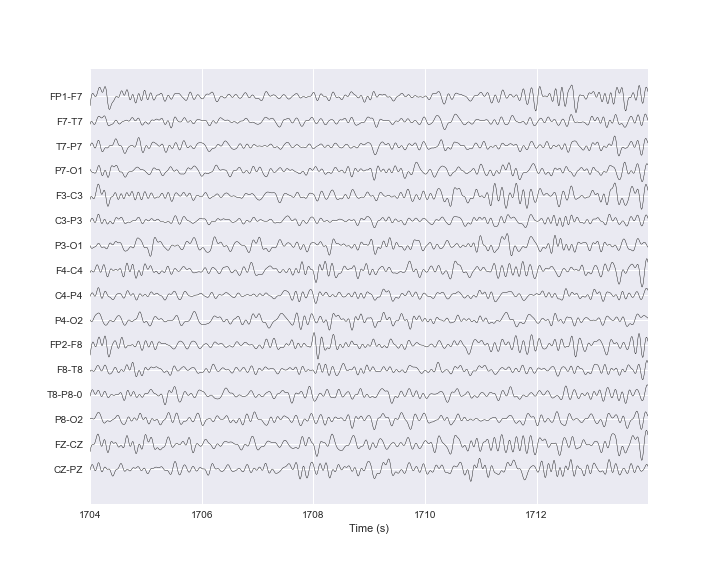 FP1-F7
F7-T7
T7-P7
P7-O1
F3-C3
C3-P3
P3-O1
F4-C4
C4-P4
P4-O2
FP2-F8
F8-T8
T8-P8-0
P8-O2
FZ-CZ
CZ-PZ
1704 1706 1708 1710 1712
Time (s)